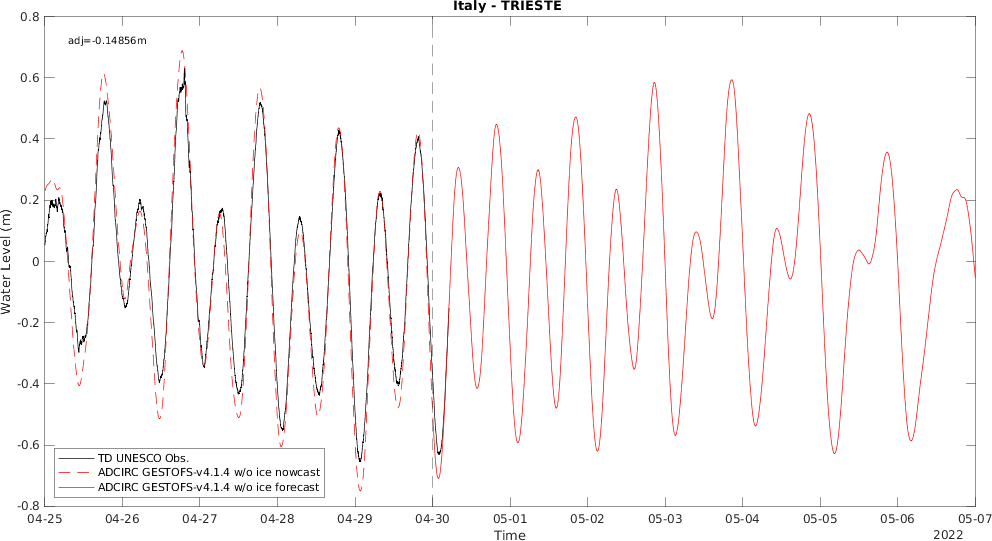 Italy - TRIESTE
adj=-0.14856m
Water Level (m)
0.8
0.6
0.4
0.2
0
-0.2
-0.4
-0.6
-0.8
TD UNESCO Obs.
ADCIRC GESTOFS-v4.1.4 w/o ice nowcast
ADCIRC GESTOFS-v4.1.4 w/o ice forecast
04-25 04-26 04-27 04-28 04-29 04-30 05-01 05-02 05-03 05-04 05-05 05-06 05-07
Time
2022